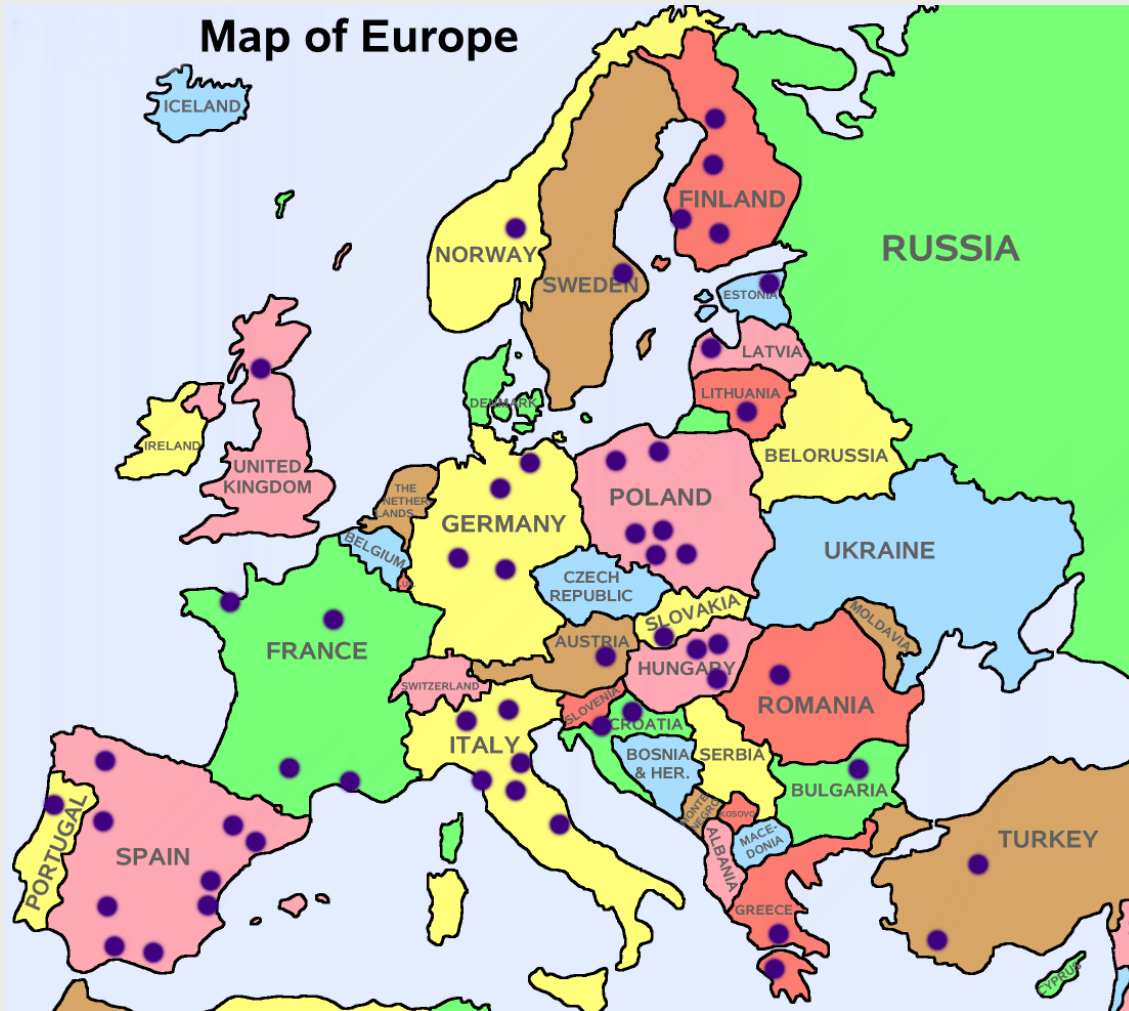 Map of Europe
ICELAND
FINLAND
NORWAY
SWEDEN
RUSSIA
ESTONIA
LATVIA
LITHUANIA
DENMARK
IRELAND
UNITED
KINGDOM
BELORUSSIA
THE
NETHER
LANDS
POLAND
GERMANY
BELGIUM
UKRAINE
CZECH
REPUBLIC
SLOVAKIA
MOLDAVIA
FRANCE
AUSTRIA
HUNGARY
SWITZERLAND
SLOVENIA
ROMANIA
CROATIA
ITALY
BOSNIA
& HER.
SERBIA
BULGARIA
MONTE
NEGRO
KOSOVO
MACE-
DONIA
ALBANIA
TURKEY
PORTUGAL
SPAIN
GREECE
CYPRUS